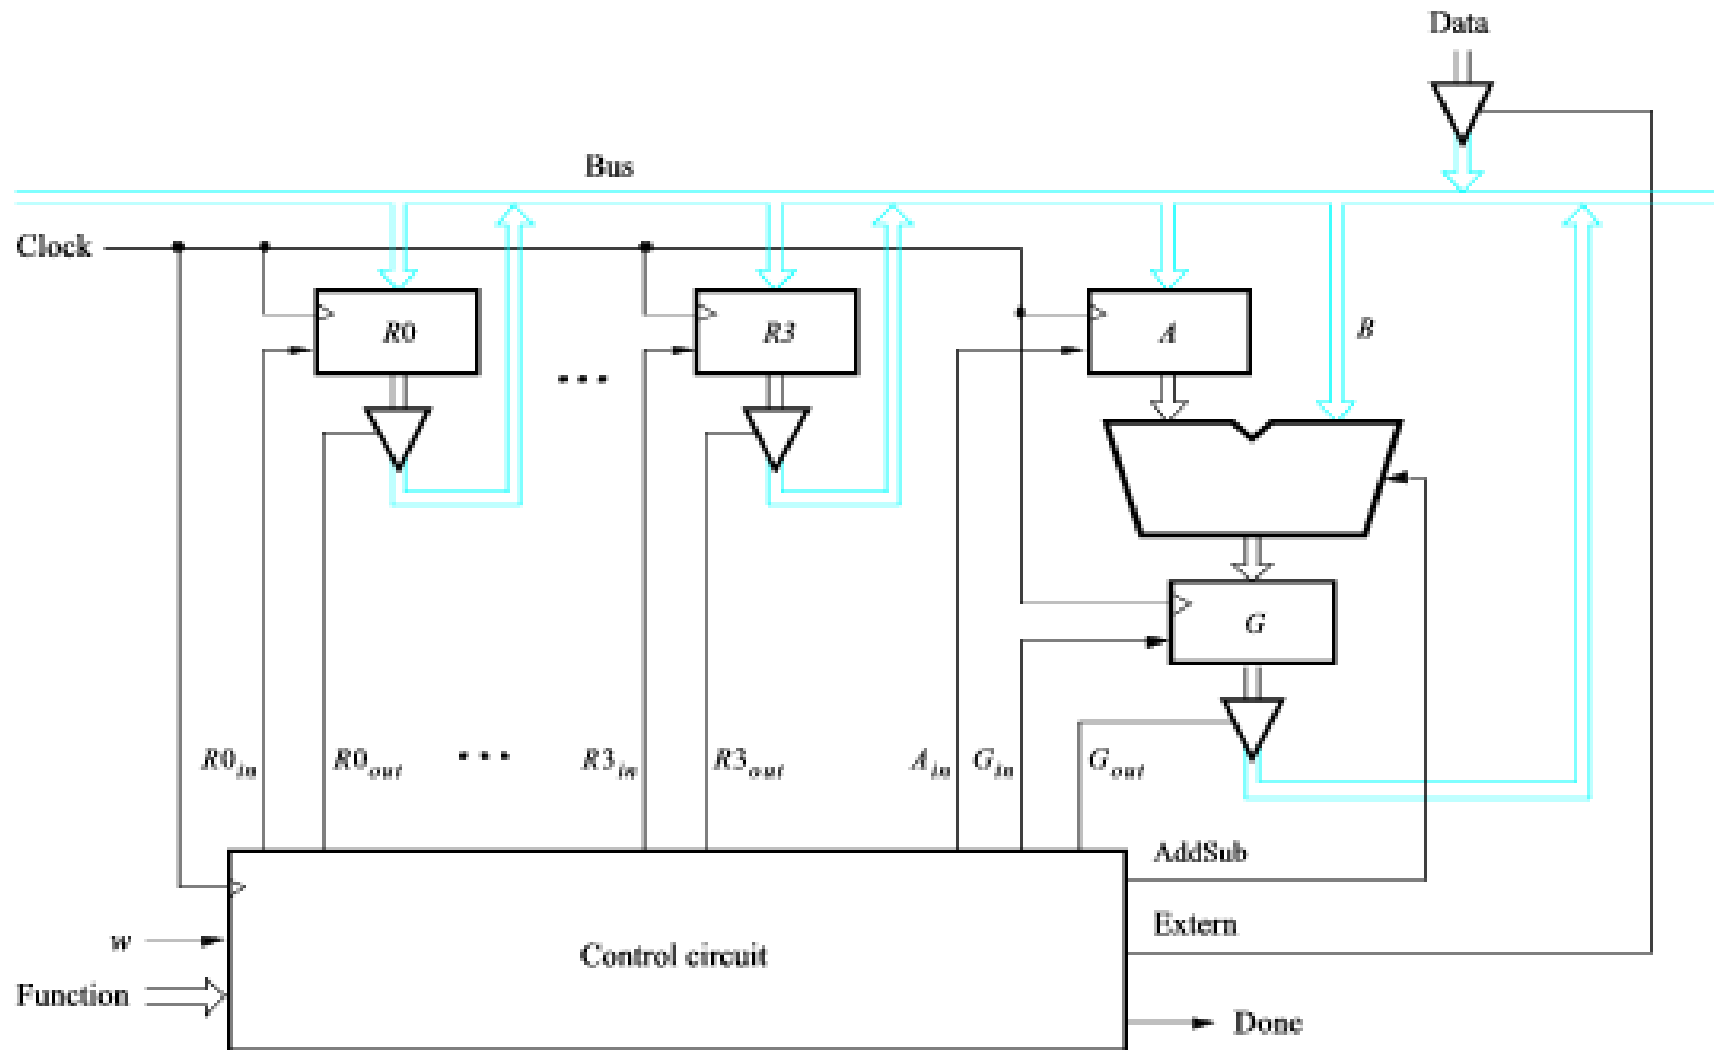 Data
Bus
Clock
R0
R3
A
B
G
R0in
R0out
R3in
R3out
Ain
Gin
Gout
AddSub
Extern
w
Control circuit
Function
Done